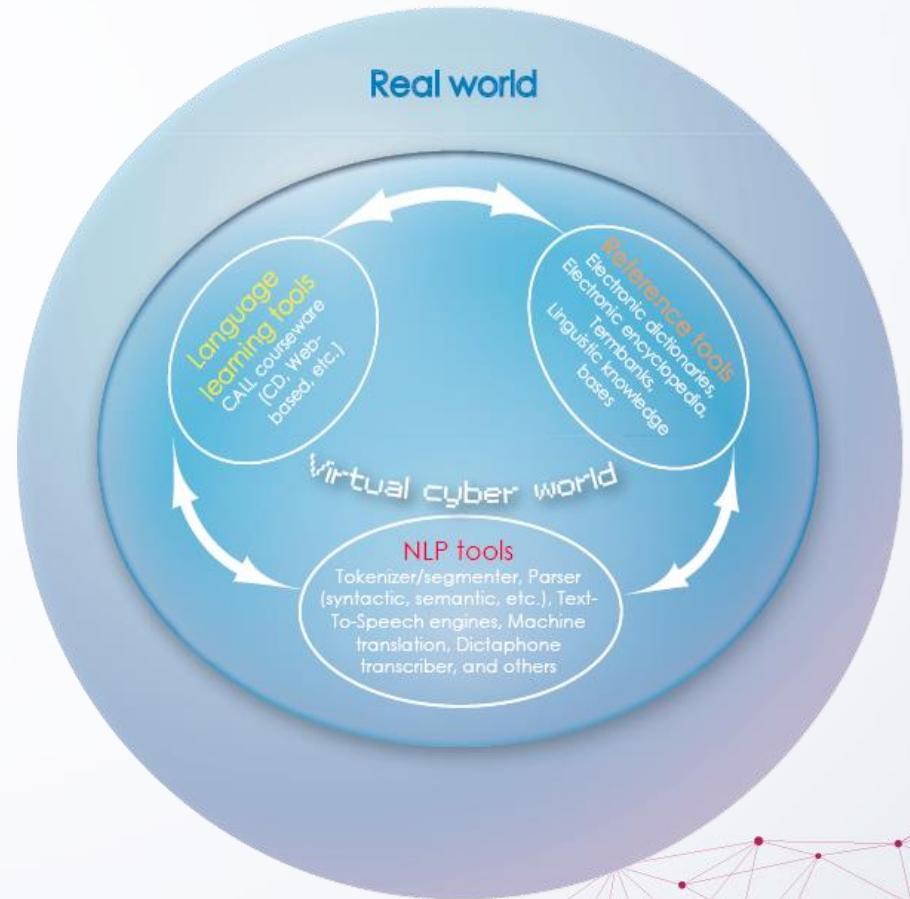 Real world
Language
learning tools
CALL courseware
(CD, Web-
based, etc.)
Reference tools
Electronic dictionaries,
Electronic encyclopedia,
Termbanks,
Linguistic knowledge
bases
Virtual cyber world
NLP tools
Tokenizer/segmenter, Parser
(syntactic, semantic, etc.), Text-
To-Speech engines, Machine
translation, Dictaphone
transcriber, and others